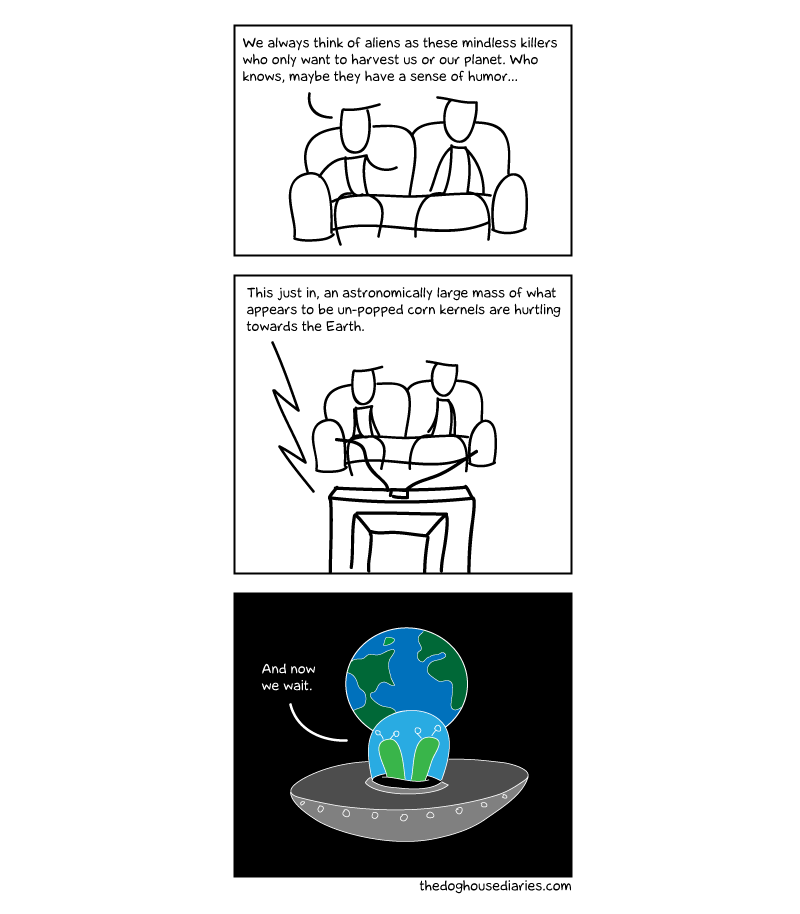 We always think of aliens as these mindless killers
who only want to harvest us or our planet. Who
knows, maybe they have a sense of humor...
This just in, an astronomically large mass of what
appears to be un-popped corn kernels are hurtling
towards the Earth.
And now
we wait.
thedoghousediaries.com